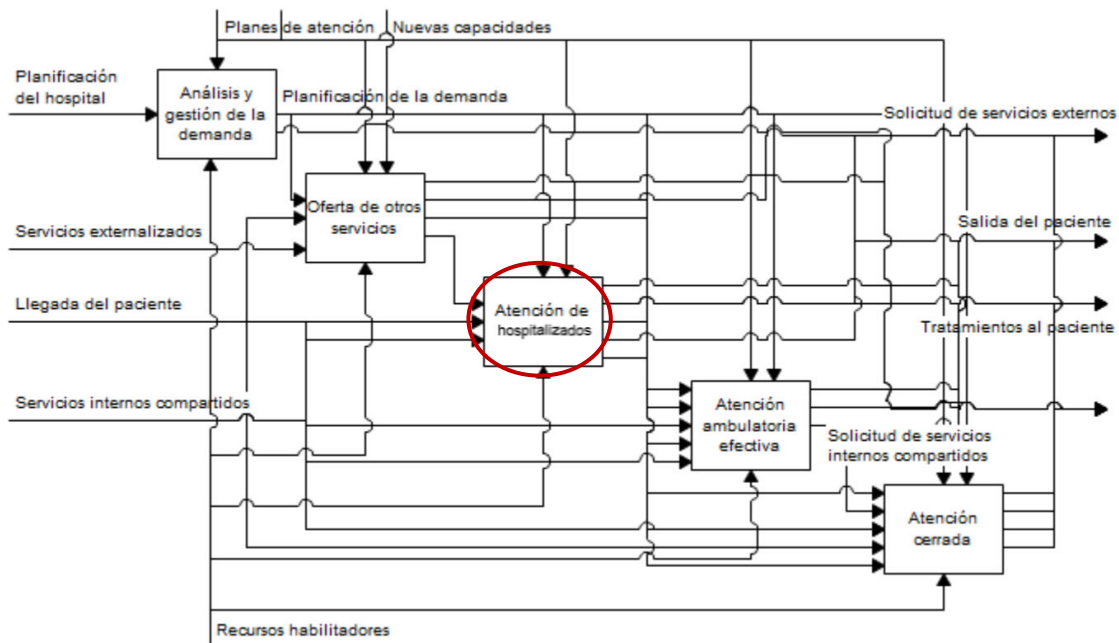 Planes de atención
Nuevas capacidades
Planificación
del hospital
Análisis y
gestión de la
demanda
Planificación de la demanda
Solicitud de servicios externos
Oferta de otros
servicios
Servicios externalizados
Salida del paciente
Llegada del paciente
Atención de
hospitalizados
Tratamientos al paciente
Servicios internos compartidos
Atención
ambulatoria
efectiva
Solicitud de servicios
internos compartidos
Atención
cerrada
Recursos habilitadores